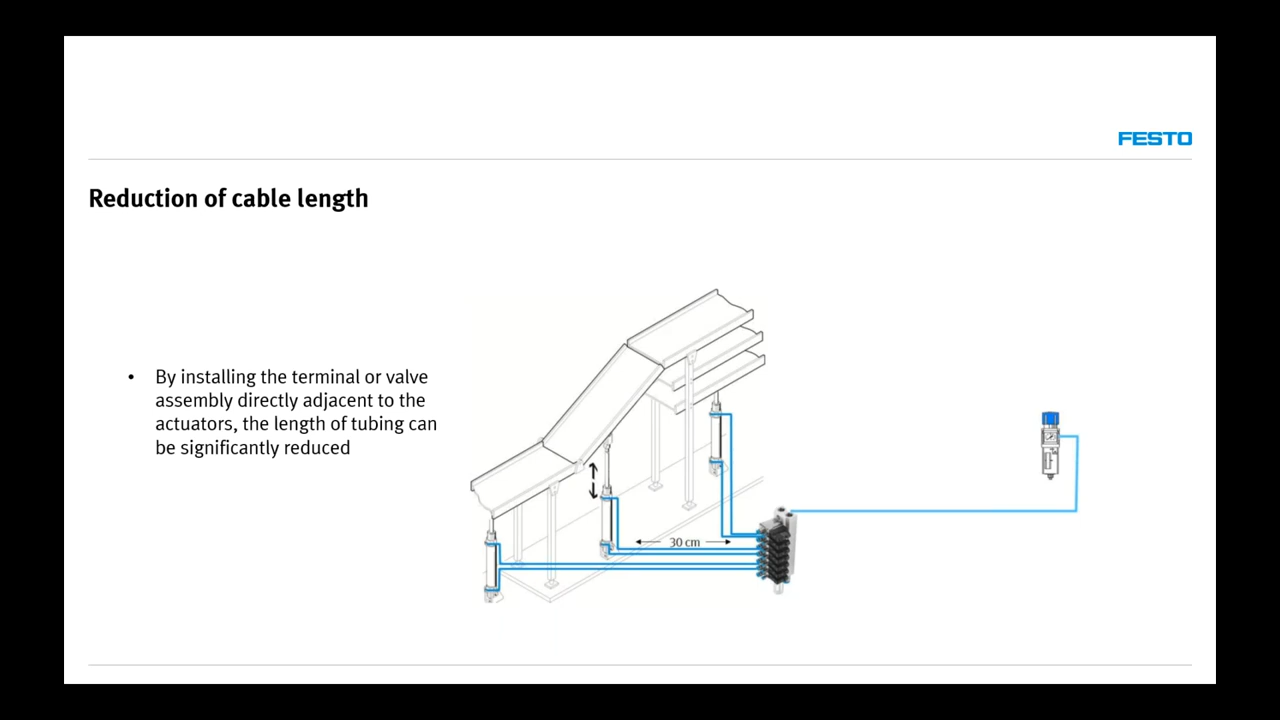 FESTO
Reduction of cable length
• By installing the terminal or valve
assembly directly adjacent to the
actuators, the length of tubing can
be significantly reduced
30 cm